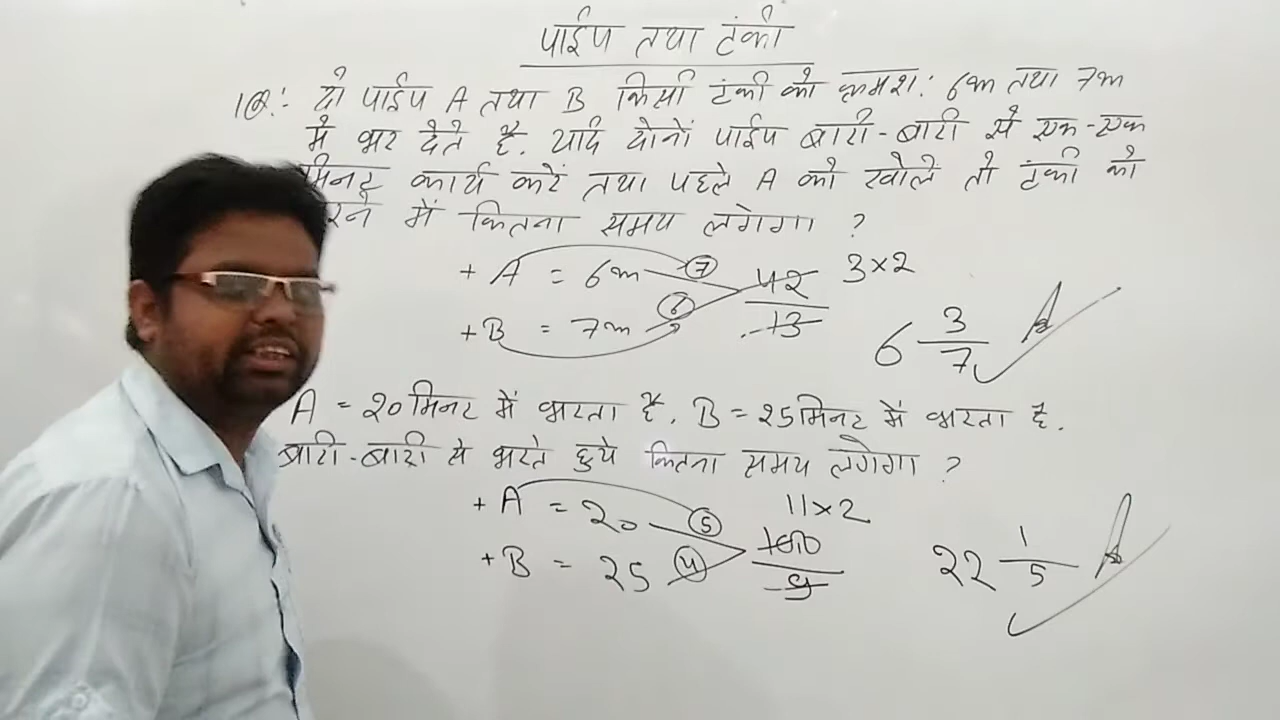 पाईप तथा टंकी
1Q:- दो पाईप A तथा B किसी टंकी को क्रमश: 6m तथा 7m
में भर देते है. यदि दोनों पाईप बारी-बारी से एक-एक
मिनट कार्य करें तथा पहले A को खोले तो टंकी को
रने में कितना समय लगेगा ?
+ A = 6m 7 42 3×2
+B = 7m 6 13 6 3/7
A = 20 मिनट में भरता है. B = 25 मिनट में भरता है.
बारी-बारी से भरते हुये कितना समय लगेगा ?
+ A = 20 5 11×2
+B = 25 4 100/9 22 1/5